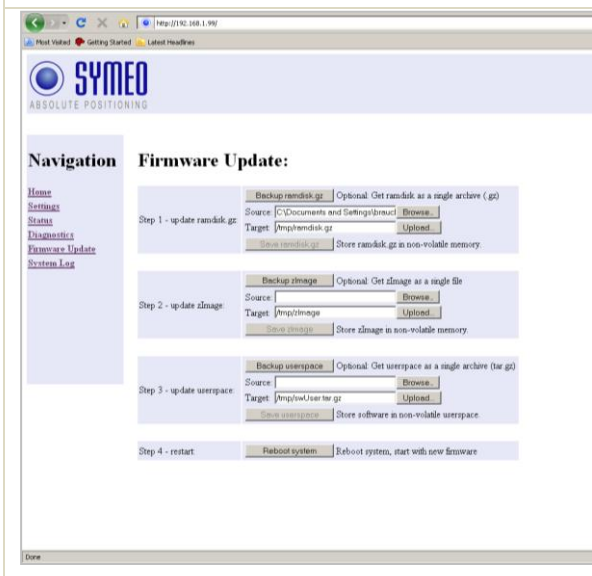 http://192.168.1.99/
Most Visited Getting Started Latest Headlines
SYMEO
ABSOLUTE POSITIONING
Navigation
Home
Settings
Status
Diagnostics
Firmware Update
System Log
Firmware Update:
Step 1 - update ramdisk.gz:
Backup ramdisk.gz Optional: Get ramdisk as a single archive (.gz)
Source: C:\Documents and Settings\braucl Browse..
Target: /tmp/ramdisk.gz Upload...
Save ramdisk.gz Store ramdisk.gz in non-volatile memory.
Step 2 - update zImage:
Backup zImage Optional: Get zImage as a single file
Source: Browse..
Target: /tmp/zImage Upload...
Save zImage Store zImage in non-volatile memory.
Step 3 - update userspace:
Backup userspace Optional: Get userspace as a single archive (tar.gz)
Source: Browse..
Target: /tmp/swUser.tar.gz Upload...
Save userspace Store software in non-volatile userspace.
Step 4 - restart:
Reboot system Reboot system, start with new firmware
Done